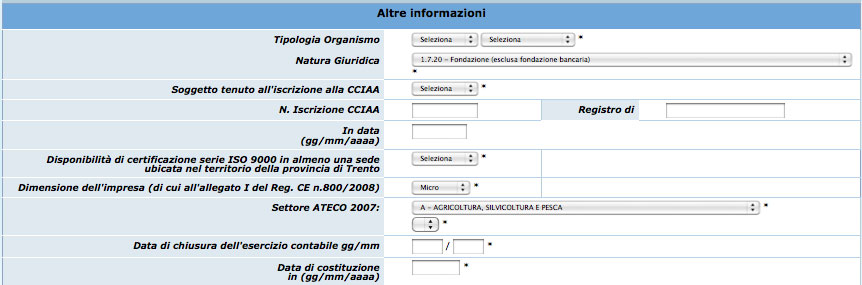 Altre informazioni
Tipologia Organismo Seleziona Seleziona *
Natura Giuridica 1.7.20 - Fondazione (esclusa fondazione bancaria)
*
Soggetto tenuto all'iscrizione alla CCIAA Seleziona *
N. Iscrizione CCIAA Registro di
In data
(gg/mm/aaaa)
Disponibilità di certificazione serie ISO 9000 in almeno una sede Seleziona *
ubicata nel territorio della provincia di Trento
Dimensione dell'impresa (di cui all'allegato I del Reg. CE n.800/2008) Micro *
Settore ATECO 2007: A - AGRICOLTURA, SILVICOLTURA E PESCA *
*
Data di chiusura dell'esercizio contabile gg/mm / *
Data di costituzione *
in (gg/mm/aaaa)